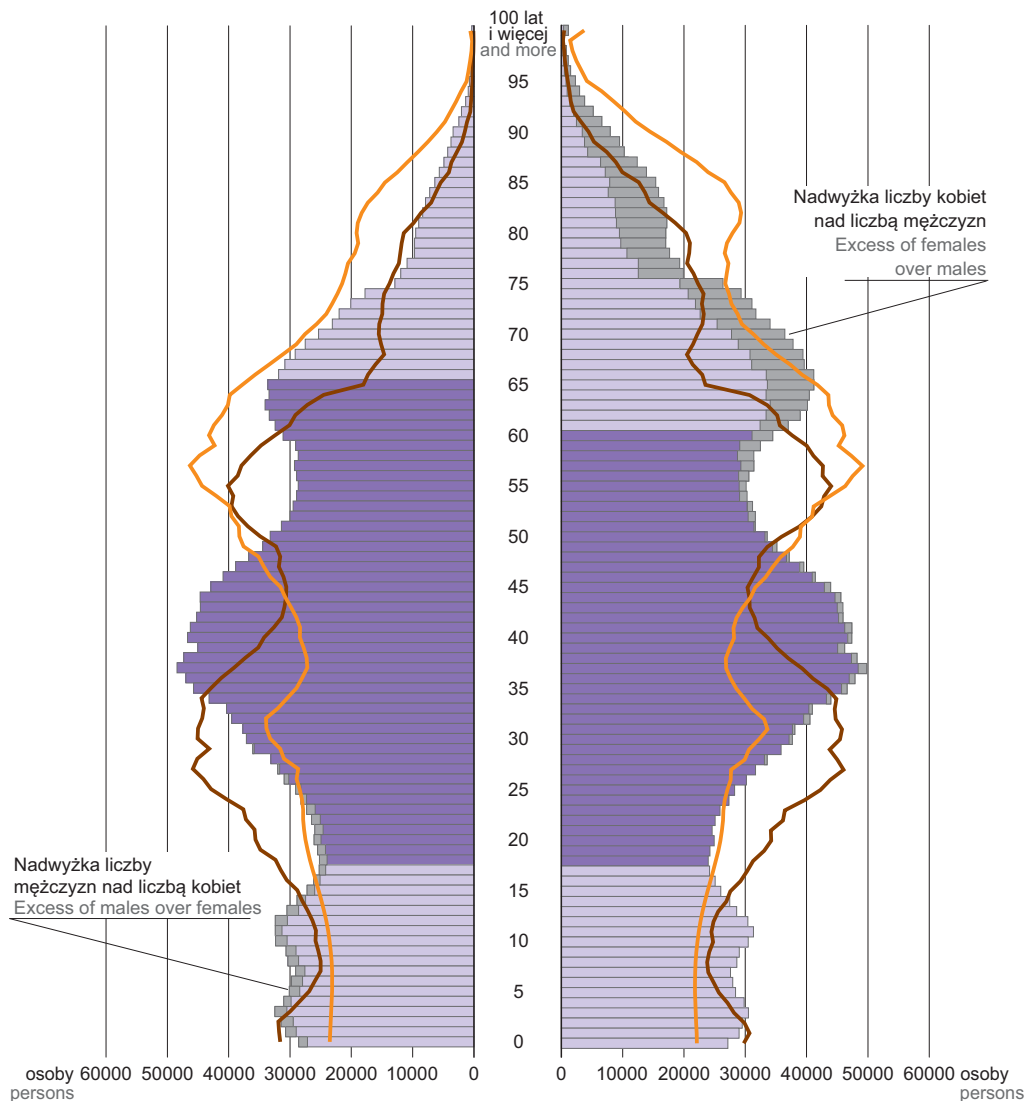 100 lat
i więcej
and more
95
90
85
80
75
70
65
60
55
50
45
40
35
30
25
20
15
10
5
0
Nadwyżka liczby kobiet
nad liczbą mężczyzn
Excess of females
over males
Nadwyżka liczby
mężczyzn nad liczbą kobiet
Excess of males over females
osoby 60000 50000 40000 30000 20000 10000 0 0 10000 20000 30000 40000 50000 60000 osoby
persons persons